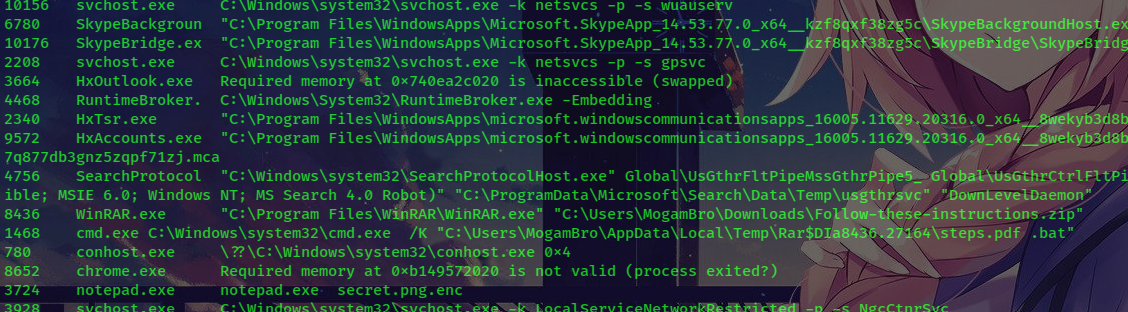 10156 svchost.exe C:\Windows\system32\svchost.exe -k netsvcs -p -s wuauserv
6780 SkypeBackgroun "C:\Program Files\WindowsApps\Microsoft.SkypeApp_14.53.77.0_x64__kzf8qxf38zg5c\SkypeBackgroundHost.ex
10176 SkypeBridge.ex "C:\Program Files\WindowsApps\Microsoft.SkypeApp_14.53.77.0_x64__kzf8qxf38zg5c\SkypeBridge\SkypeBridg
2208 svchost.exe C:\Windows\system32\svchost.exe -k netsvcs -p -s gpsvc
3664 HxOutlook.exe Required memory at 0×740ea2c020 is inaccessible (swapped)
4468 RuntimeBroker. C:\Windows\System32\RuntimeBroker.exe -Embedding
2340 HxTsr.exe "C:\Program Files\WindowsApps\microsoft.windowscommunicationsapps_16005.11629.20316.0_x64__8wekyb3d8b
9572 HxAccounts.exe "C:\Program Files\WindowsApps\microsoft.windowscommunicationsapps_16005.11629.20316.0_x64__8wekyb3d8b
7q877db3gnz5zqpf71zj.mca
4756 SearchProtocol "C:\Windows\system32\SearchProtocolHost.exe" Global\UsGthrFltPipeMssGthrPipe5_ Global\UsGthrCtrlFltPi
ible; MSIE 6.0; Windows NT; MS Search 4.0 Robot)" "C:\ProgramData\Microsoft\Search\Data\Temp\usgthrsvc" "DownLevelDaemon"
8436 WinRAR.exe "C:\Program Files\WinRAR\WinRAR.exe" "C:\Users\MogamBro\Downloads\Follow-these-instructions.zip"
1468 cmd.exe C:\Windows\system32\cmd.exe /K "C:\Users\MogamBro\AppData\Local\Temp\Rar$DIa8436.27164\steps.pdf .bat"
780 conhost.exe \??\C:\Windows\system32\conhost.exe 0×4
8652 chrome.exe Required memory at 0×b149572020 is not valid (process exited?)
3724 notepad.exe notepad.exe secret.png.enc
3928 svchost.exe C:\Windows\system32\svchost.exe -k LocalServiceNetworkRestricted -p -s NgcCtnrSvc